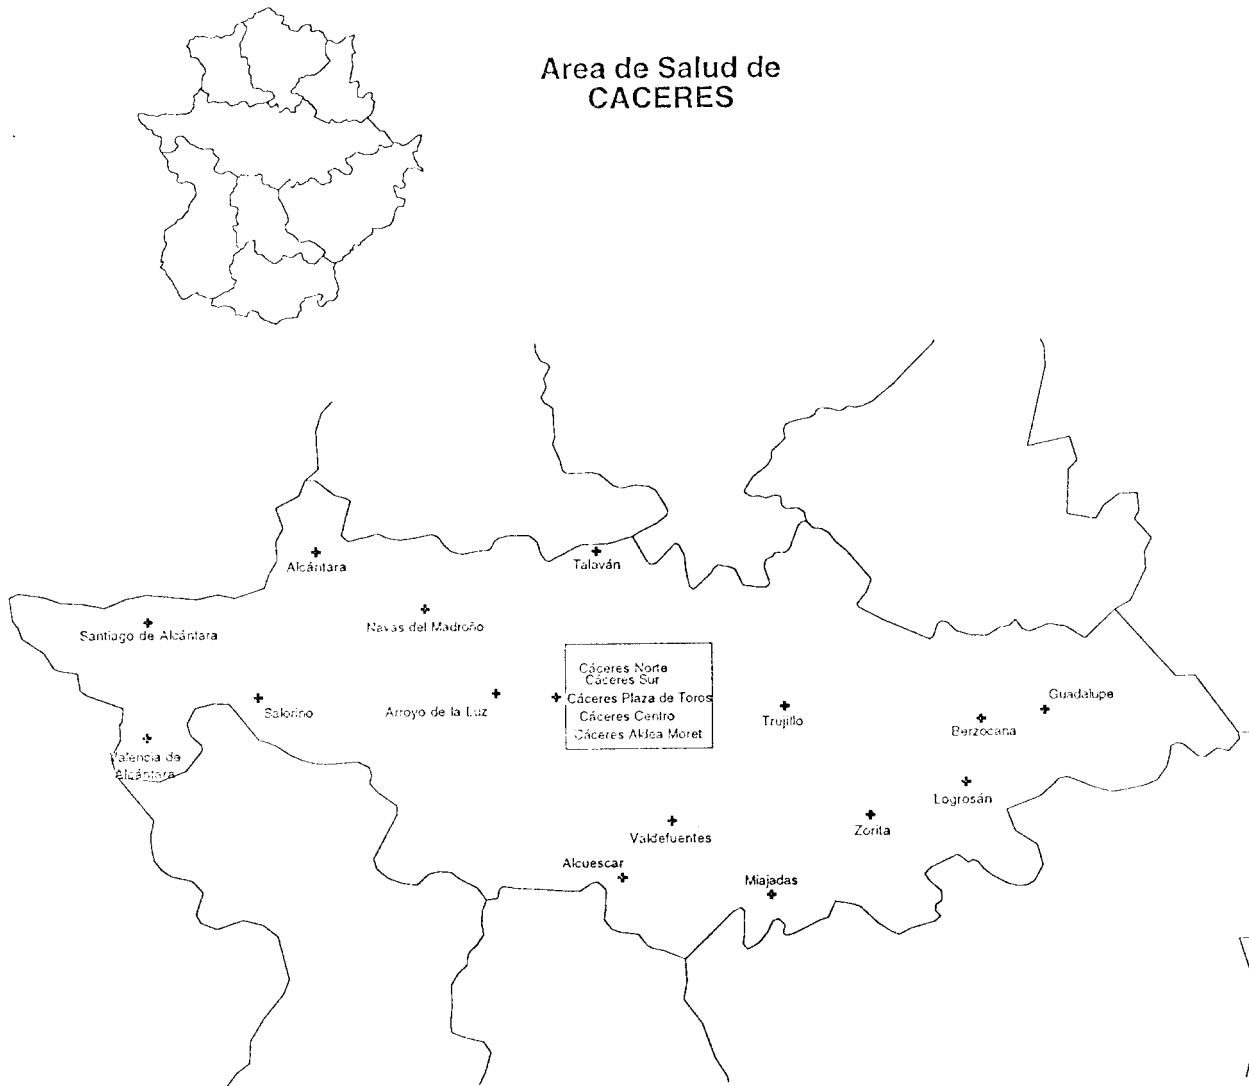 Area de Salud de
CACERES
Alcántara
Talaván
Santiago de Alcántara
Navas del Madroño
Cáceres Norte
Cáceres Sur
Cáceres Plaza de Toros
Cáceres Centro
Cáceres Aldea Moret
Salorino
Arroyo de la Luz
Trujillo
Guadalupe
Berzocana
Valencia de
Alcántara
Logrosán
Valdefuentes
Zorita
Alcuescar
Miajadas